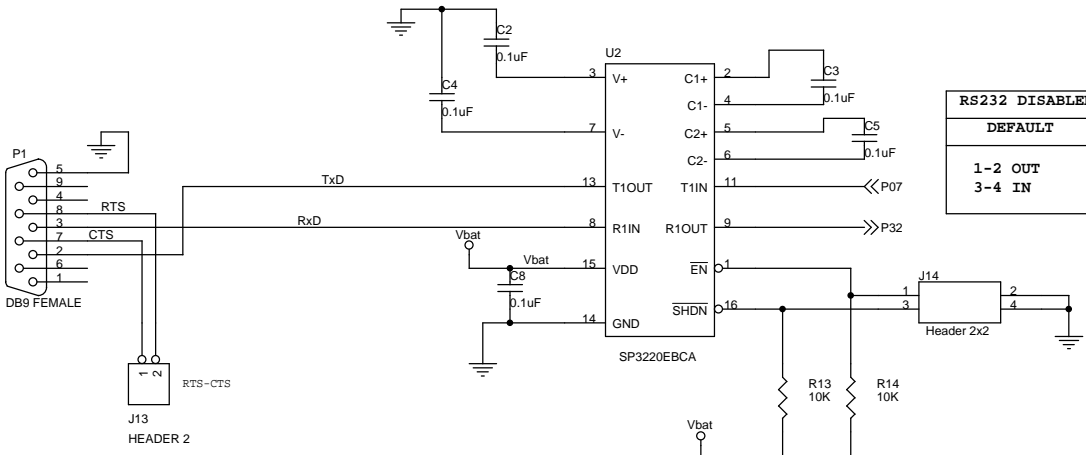 C2
0.1uF
C4
0.1uF
U2
SP3220EBCA
3 V+
7 V-
13 T1OUT
8 R1IN
15 VDD
14 GND
C1+ 2
C1- 4
C2+ 5
C2- 6
T1IN 11
R1OUT 9
EN 1
SHDN 16
C3
0.1uF
C5
0.1uF
P07
P32
RS232 DISABLED
DEFAULT
1-2 OUT
3-4 IN
P1
5
9
4
8
3
7
2
6
1
DB9 FEMALE
RTS
CTS
TxD
RxD
Vbat
Vbat
C8
0.1uF
1 2
RTS-CTS
J13
HEADER 2
J14
1 2
3 4
Header 2x2
R13
10K
R14
10K
Vbat